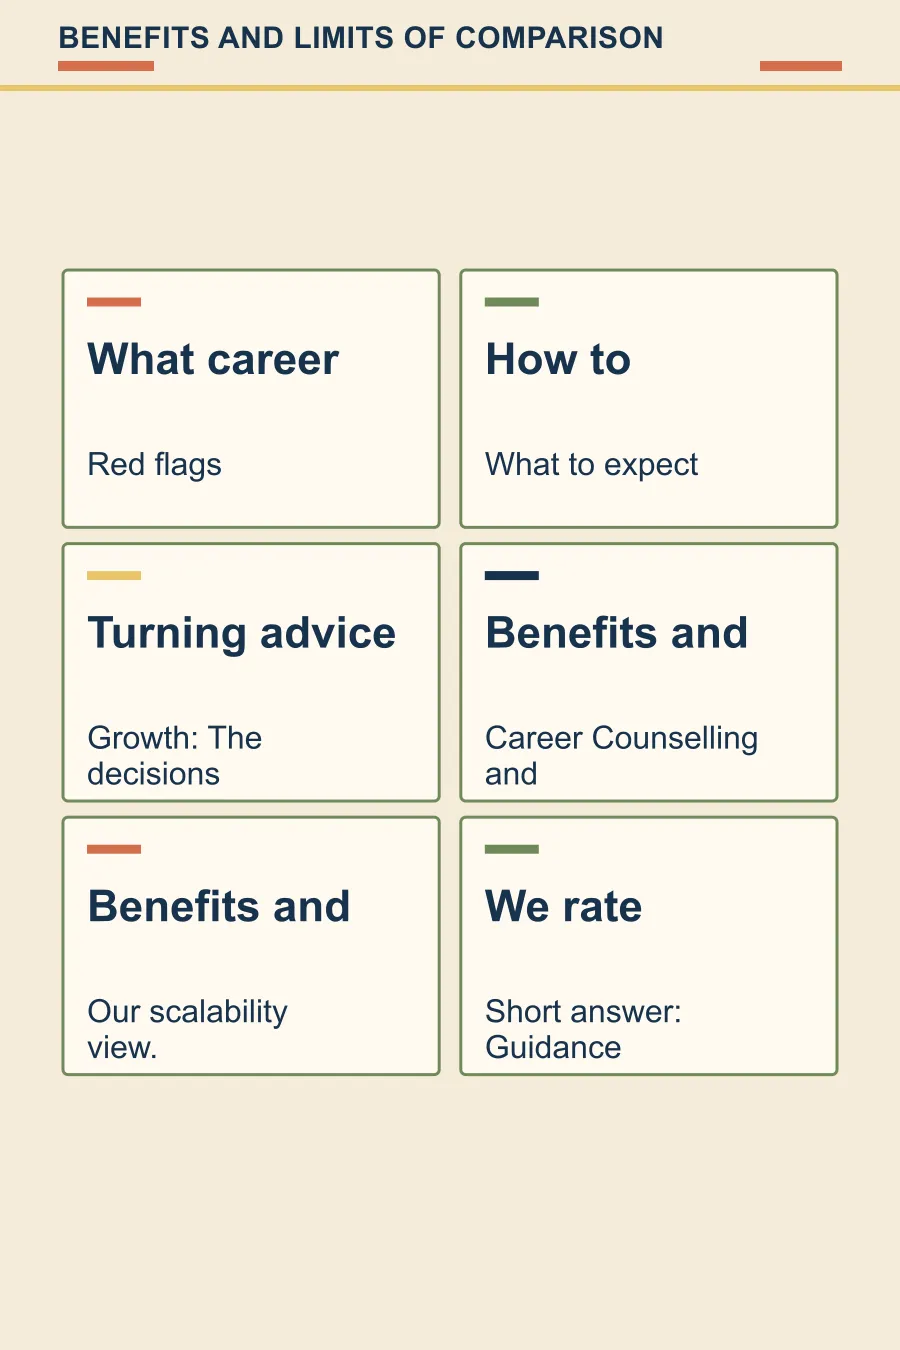 BENEFITS AND LIMITS OF COMPARISON
What career
Red flags
How to
What to expect
Turning advice
Growth: The
decisions
Benefits and
Career Counselling
and
Benefits and
Our scalability
view.
We rate
Short answer:
Guidance